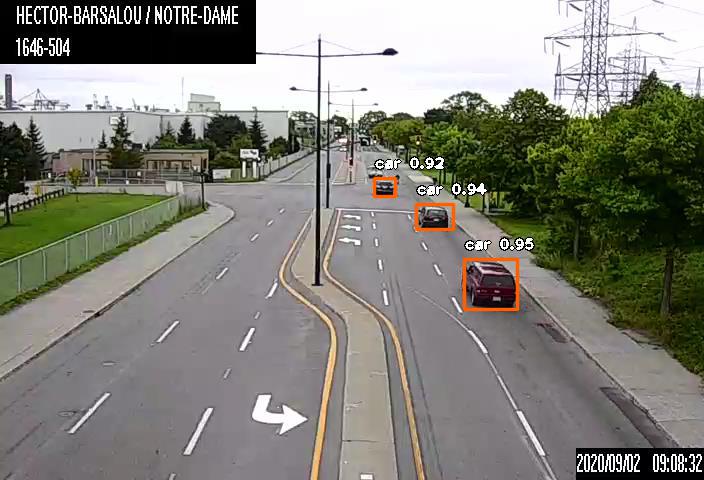 HECTOR-BARSALOU / NOTRE-DAME
1646-504
car 0.92
car 0.94
car 0.95
2020/09/02 09:08:32